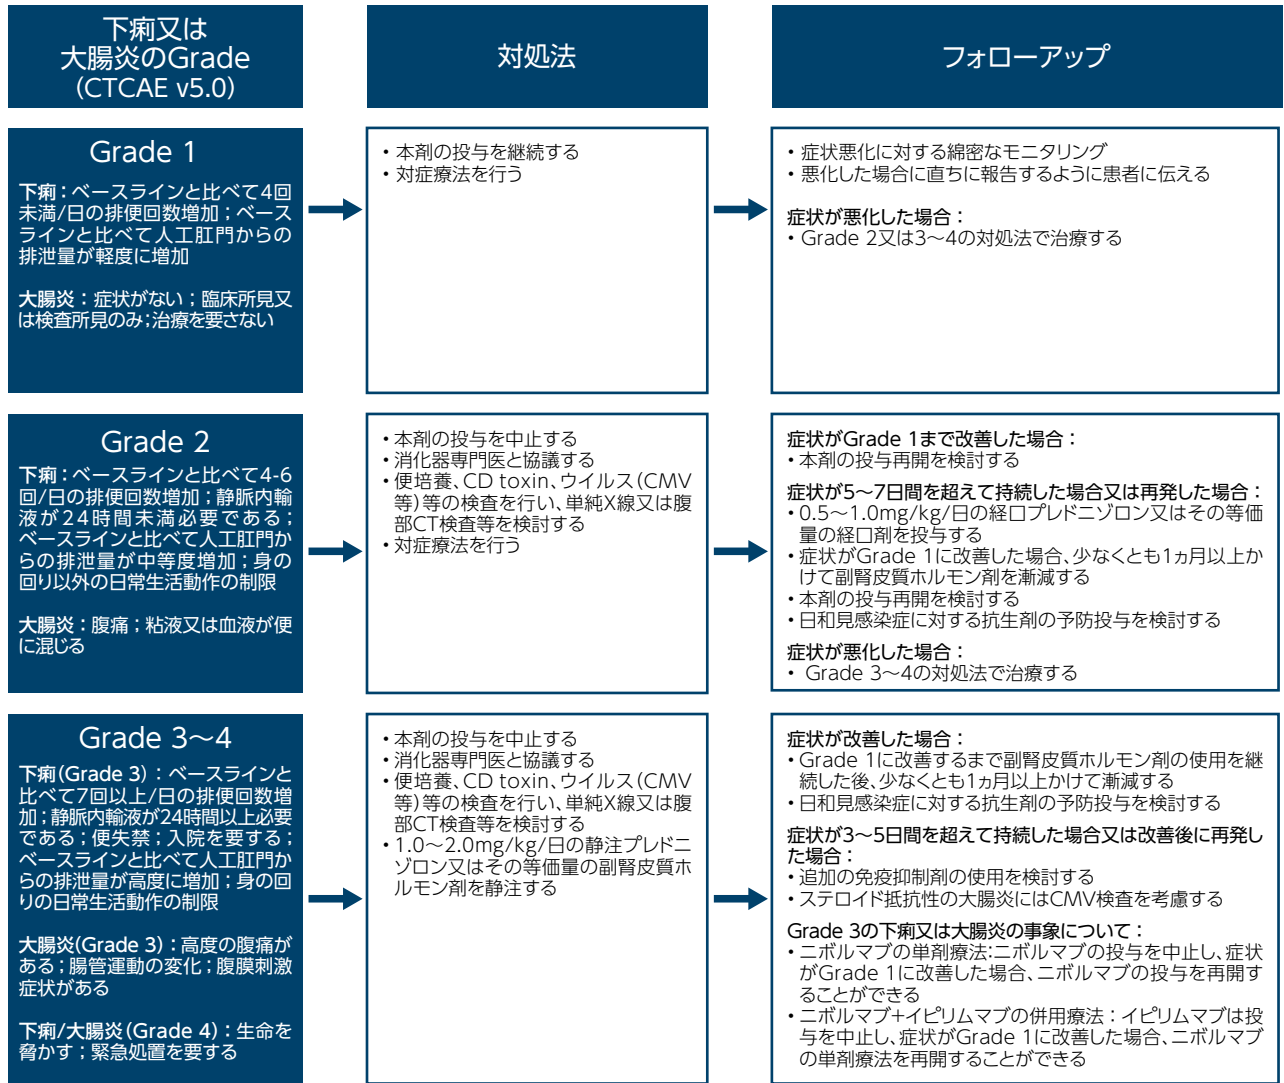 下痢又は
大腸炎のGrade
(CTCAE v5.0)
対処法
フォローアップ
Grade 1
下痢：ベースラインと比べて4回
未満/日の排便回数増加；ベース
ラインと比べて人工肛門からの
排泄量が軽度に増加
大腸炎：症状がない；臨床所見又
は検査所見のみ；治療を要さない
・本剤の投与を継続する
・対症療法を行う
・症状悪化に対する綿密なモニタリング
・悪化した場合に直ちに報告するように患者に伝える
症状が悪化した場合：
・Grade 2又は3～4の対処法で治療する
Grade 2
下痢：ベースラインと比べて4-6
回/日の排便回数増加；静脈内輸
液が24時間未満必要である；
ベースラインと比べて人工肛門か
らの排泄量が中等度増加；身の
回り以外の日常生活動作の制限
大腸炎：腹痛；粘液又は血液が便
に混じる
・本剤の投与を中止する
・消化器専門医と協議する
・便培養、CD toxin、ウイルス（CMV
等）等の検査を行い、単純X線又は腹
部CT検査等を検討する
・対症療法を行う
症状がGrade 1まで改善した場合：
・本剤の投与再開を検討する
症状が5～7日間を超えて持続した場合又は再発した場合：
・0.5～1.0mg/kg/日の経口プレドニゾロン又はその等価
量の経口剤を投与する
・症状がGrade 1に改善した場合、少なくとも1ヵ月以上か
けて副腎皮質ホルモン剤を漸減する
・本剤の投与再開を検討する
・日和見感染症に対する抗生剤の予防投与を検討する
症状が悪化した場合：
・ Grade 3～4の対処法で治療する
Grade 3～4
下痢（Grade 3）：ベースラインと
比べて7回以上/日の排便回数増
加；静脈内輸液が24時間以上必要
である；便失禁；入院を要する；
ベースラインと比べて人工肛門か
らの排泄量が高度に増加；身の回
りの日常生活動作の制限
大腸炎（Grade 3）：高度の腹痛が
ある；腸管運動の変化；腹膜刺激
症状がある
下痢/大腸炎（Grade 4）：生命を
脅かす；緊急処置を要する
・本剤の投与を中止する
・消化器専門医と協議する
・便培養、CD toxin、ウイルス（CMV
等）等の検査を行い、単純X線又は腹
部CT検査等を検討する
・1.0～2.0mg/kg/日の静注プレドニ
ゾロン又はその等価量の副腎皮質ホ
ルモン剤を静注する
症状が改善した場合：
・Grade 1に改善するまで副腎皮質ホルモン剤の使用を継
続した後、少なくとも1ヵ月以上かけて漸減する
・日和見感染症に対する抗生剤の予防投与を検討する
症状が3～5日間を超えて持続した場合又は改善後に再発し
た場合：
・追加の免疫抑制剤の使用を検討する
・ステロイド抵抗性の大腸炎にはCMV検査を考慮する
Grade 3の下痢又は大腸炎の事象について：
・ニボルマブの単剤療法：ニボルマブの投与を中止し、症状
がGrade 1に改善した場合、ニボルマブの投与を再開す
ることができる
・ニボルマブ+イピリムマブの併用療法：イピリムマブは投
与を中止し、症状がGrade 1に改善した場合、ニボルマブ
の単剤療法を再開することができる